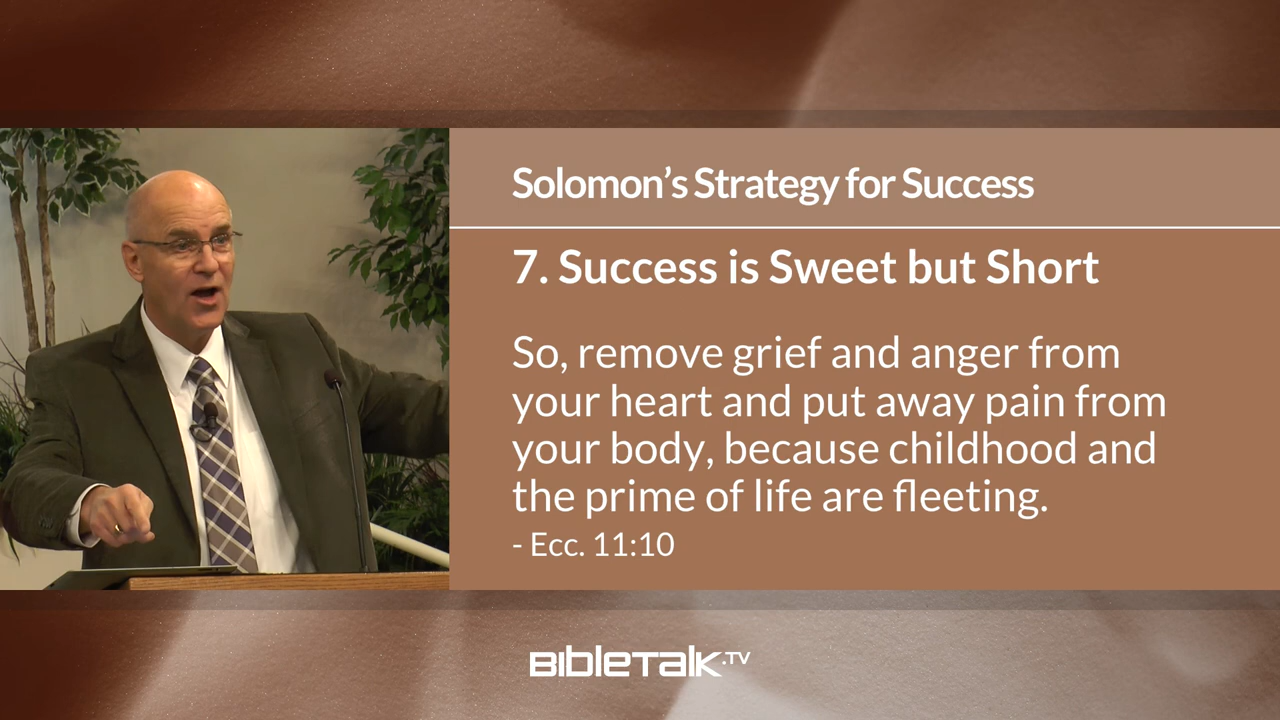 Solomon’s Strategy for Success
7. Success is Sweet but Short
So, remove grief and anger from
your heart and put away pain from
your body, because childhood and
the prime of life are fleeting.
- Ecc. 11:10
BibleTalk.TV